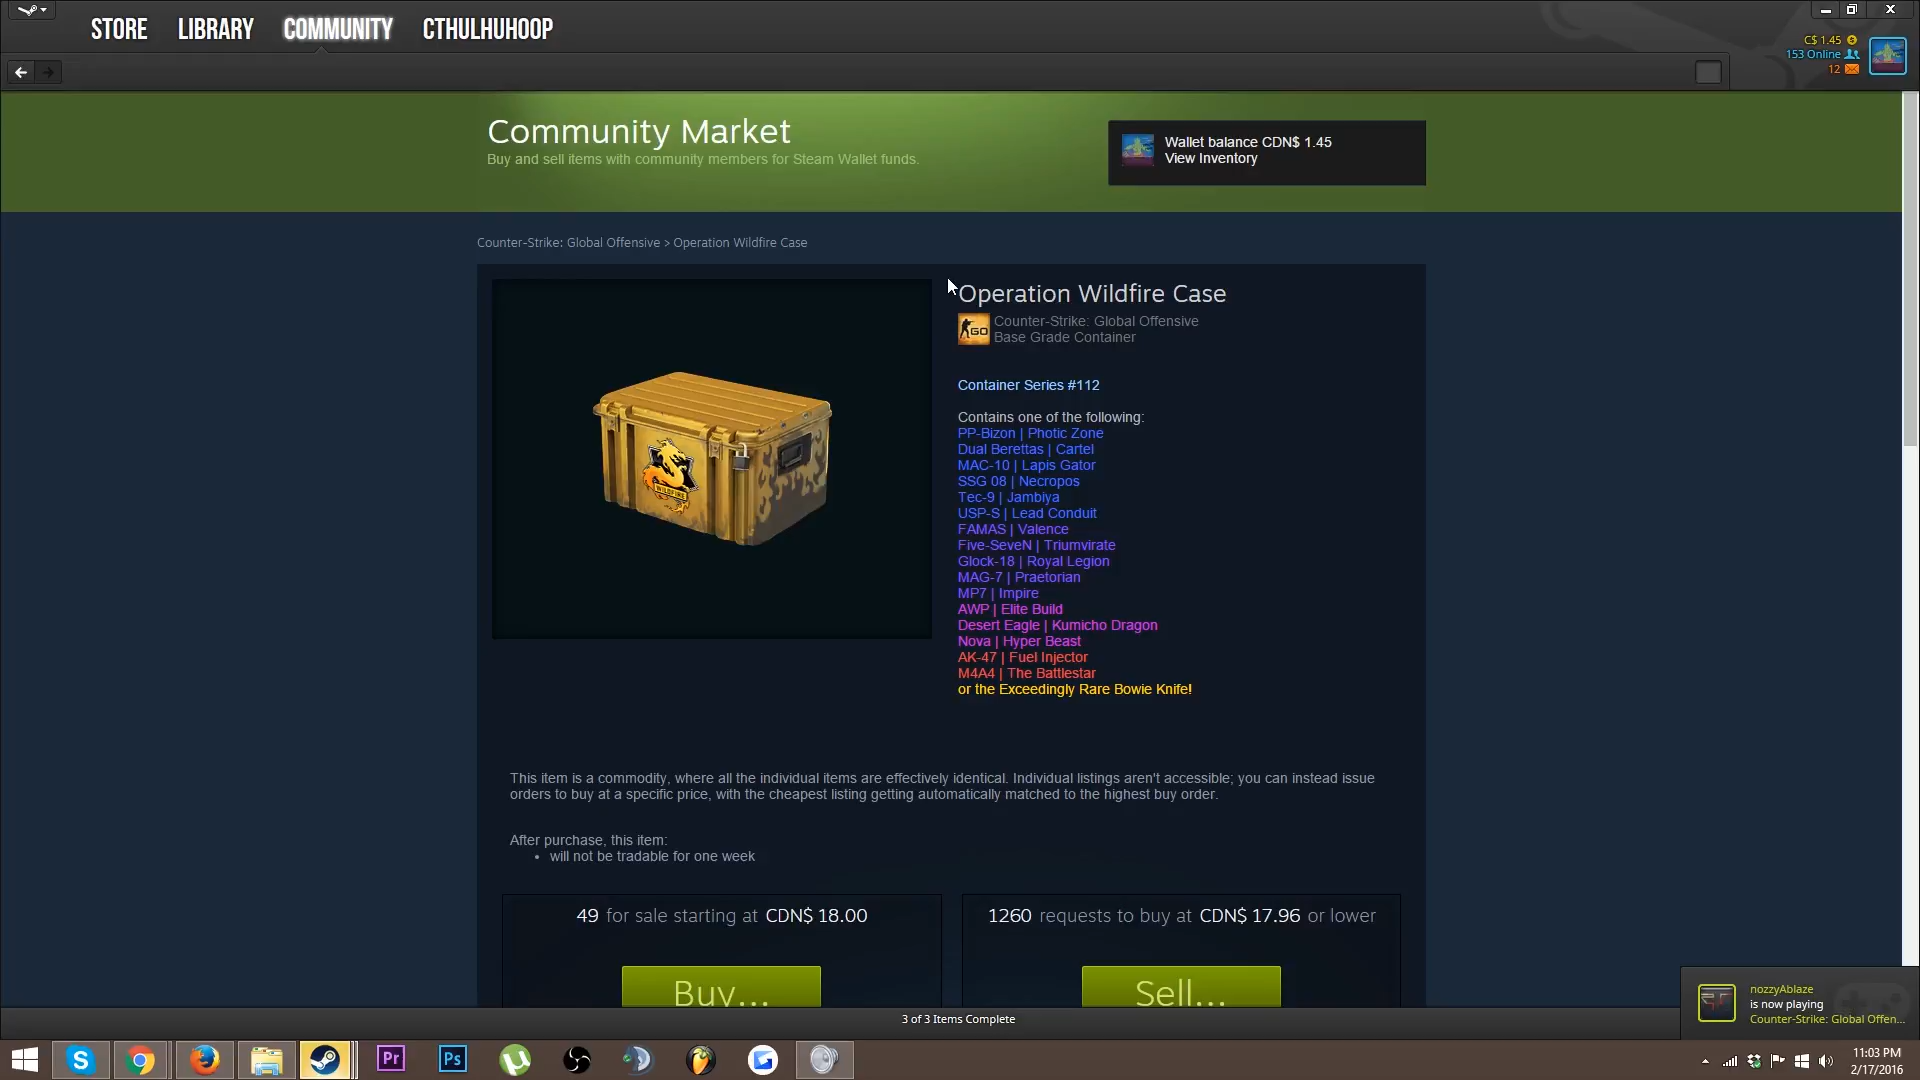 STORE LIBRARY COMMUNITY CTHULHUHOOP
C$ 1.45
153 Online
12
Community Market
Buy and sell items with community members for Steam Wallet funds.
Wallet balance CDN$ 1.45
View Inventory
Counter-Strike: Global Offensive > Operation Wildfire Case
WILDFIRE
Operation Wildfire Case
GO
Counter-Strike: Global Offensive
Base Grade Container
Container Series #112
Contains one of the following:
PP-Bizon | Photic Zone
Dual Berettas | Cartel
MAC-10 | Lapis Gator
SSG 08 | Necropos
Tec-9 | Jambiya
USP-S | Lead Conduit
FAMAS | Valence
Five-SeveN | Triumvirate
Glock-18 | Royal Legion
MAG-7 | Praetorian
MP7 | Impire
AWP | Elite Build
Desert Eagle | Kumicho Dragon
Nova | Hyper Beast
AK-47 | Fuel Injector
M4A4 | The Battlestar
or the Exceedingly Rare Bowie Knife!
This item is a commodity, where all the individual items are effectively identical. Individual listings aren't accessible; you can instead issue
orders to buy at a specific price, with the cheapest listing getting automatically matched to the highest buy order.
After purchase, this item:
• will not be tradable for one week
49 for sale starting at CDN$ 18.00
1260 requests to buy at CDN$ 17.96 or lower
Buy...
Sell...
nozzyAblaze
is now playing
Counter-Strike: Global Offen...
3 of 3 Items Complete
Pr
Ps
11:03 PM
2/17/2016